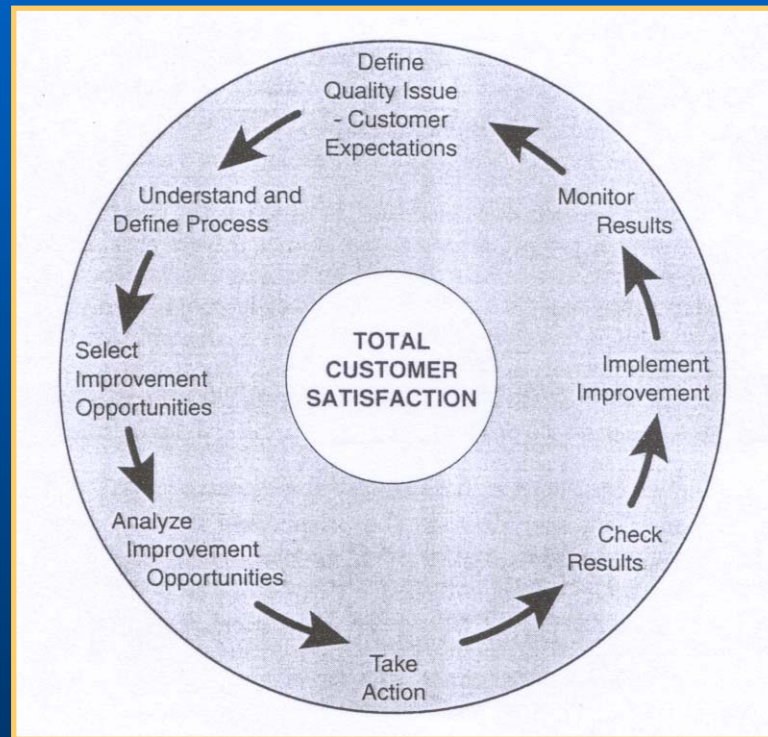 Define
Quality Issue
- Customer
Expectations
Understand and
Define Process
Select
Improvement
Opportunities
Analyze
Improvement
Opportunities
Take
Action
Check
Results
Implement
Improvement
Monitor
Results
TOTAL
CUSTOMER
SATISFACTION